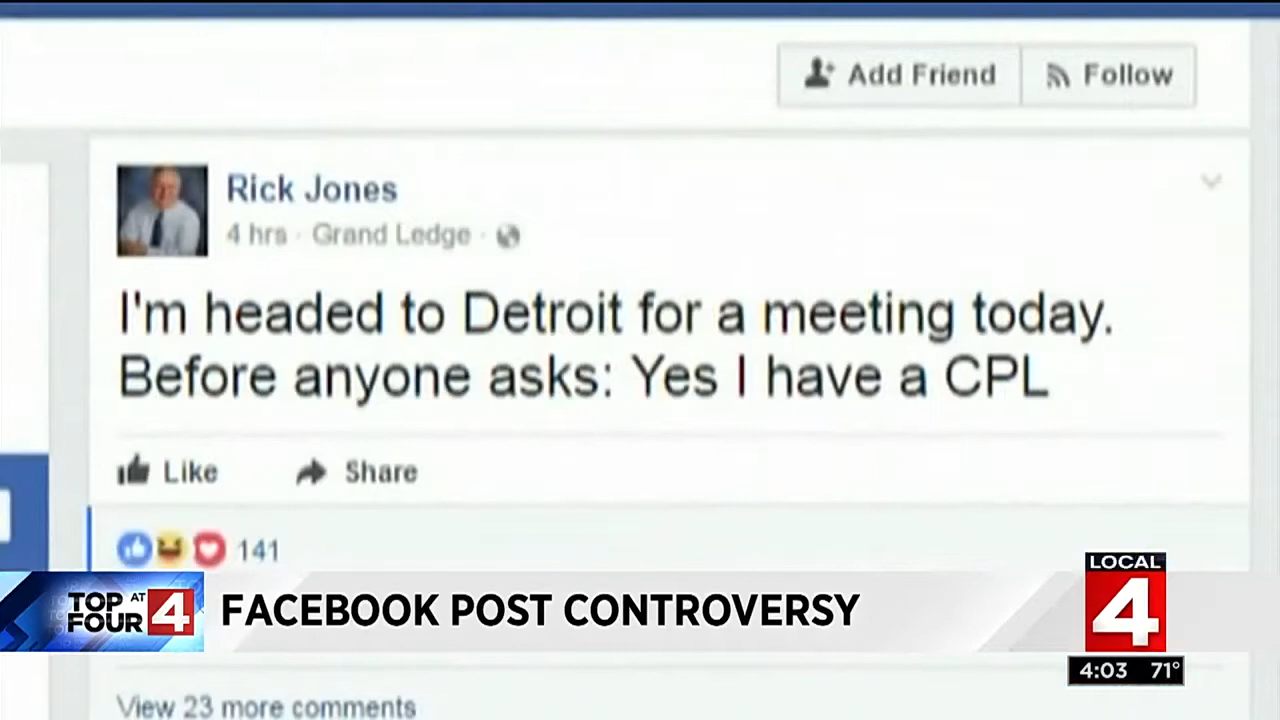 Add Friend
Follow
Rick Jones
4 hrs · Grand Ledge ·
I'm headed to Detroit for a meeting today.
Before anyone asks: Yes I have a CPL
Like
Share
141
TOP AT
FOUR 4
FACEBOOK POST CONTROVERSY
LOCAL
4
4:03 71°
View 23 more comments